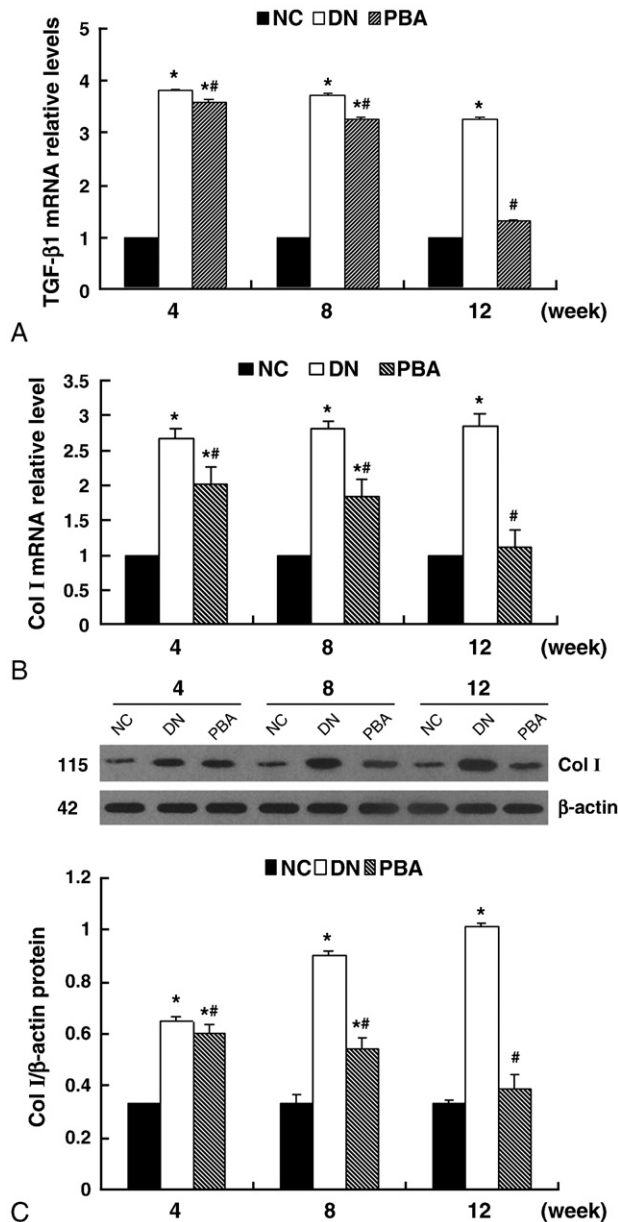 NC DN PBA
TGF-β1 mRNA relative levels
5
4
3
2
1
0
* *# * *# * #
4 8 12 (week)
A
NC DN PBA
Col I mRNA relative level
3.5
3
2.5
2
1.5
1
0.5
0
* *# * *# * #
4 8 12 (week)
B
4 8 12
NC DN PBA NC DN PBA NC DN PBA
115 Col I
42 β-actin
NC DN PBA
Col I/β-actin protein
1.2
1
0.8
0.6
0.4
0.2
0
* *# * *# * #
4 8 12 (week)
C